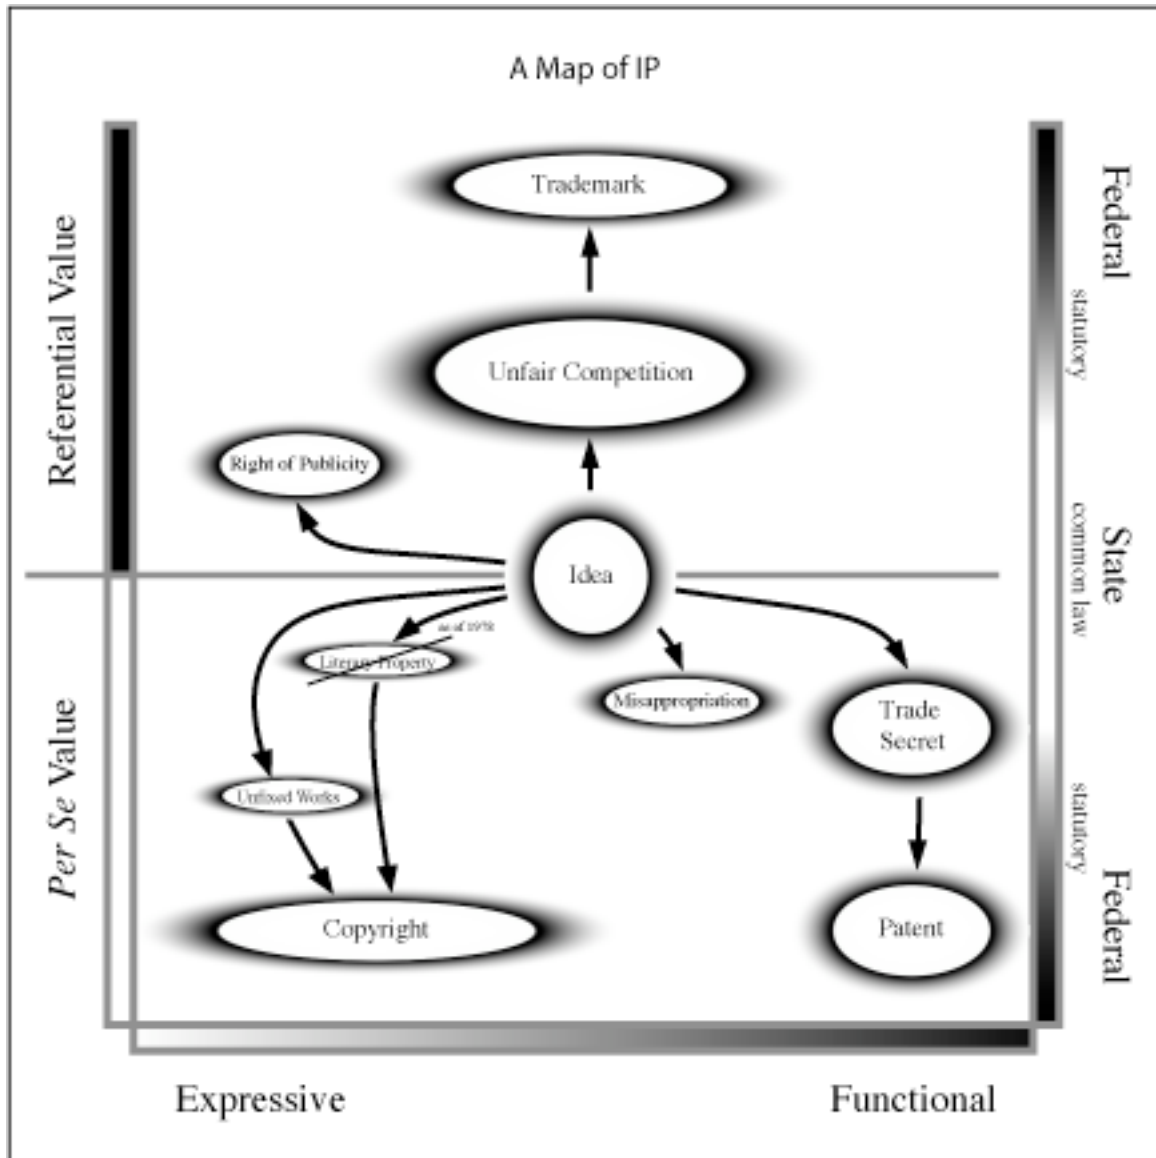 A Map of IP
Trademark
Unfair Competition
Right of Publicity
Idea
as of 1978
Literary Property
Misappropriation
Trade
Secret
Unfixed Works
Copyright
Patent
Referential Value
Per Se Value
Federal
statutory
State
common law
statutory
Federal
Expressive
Functional